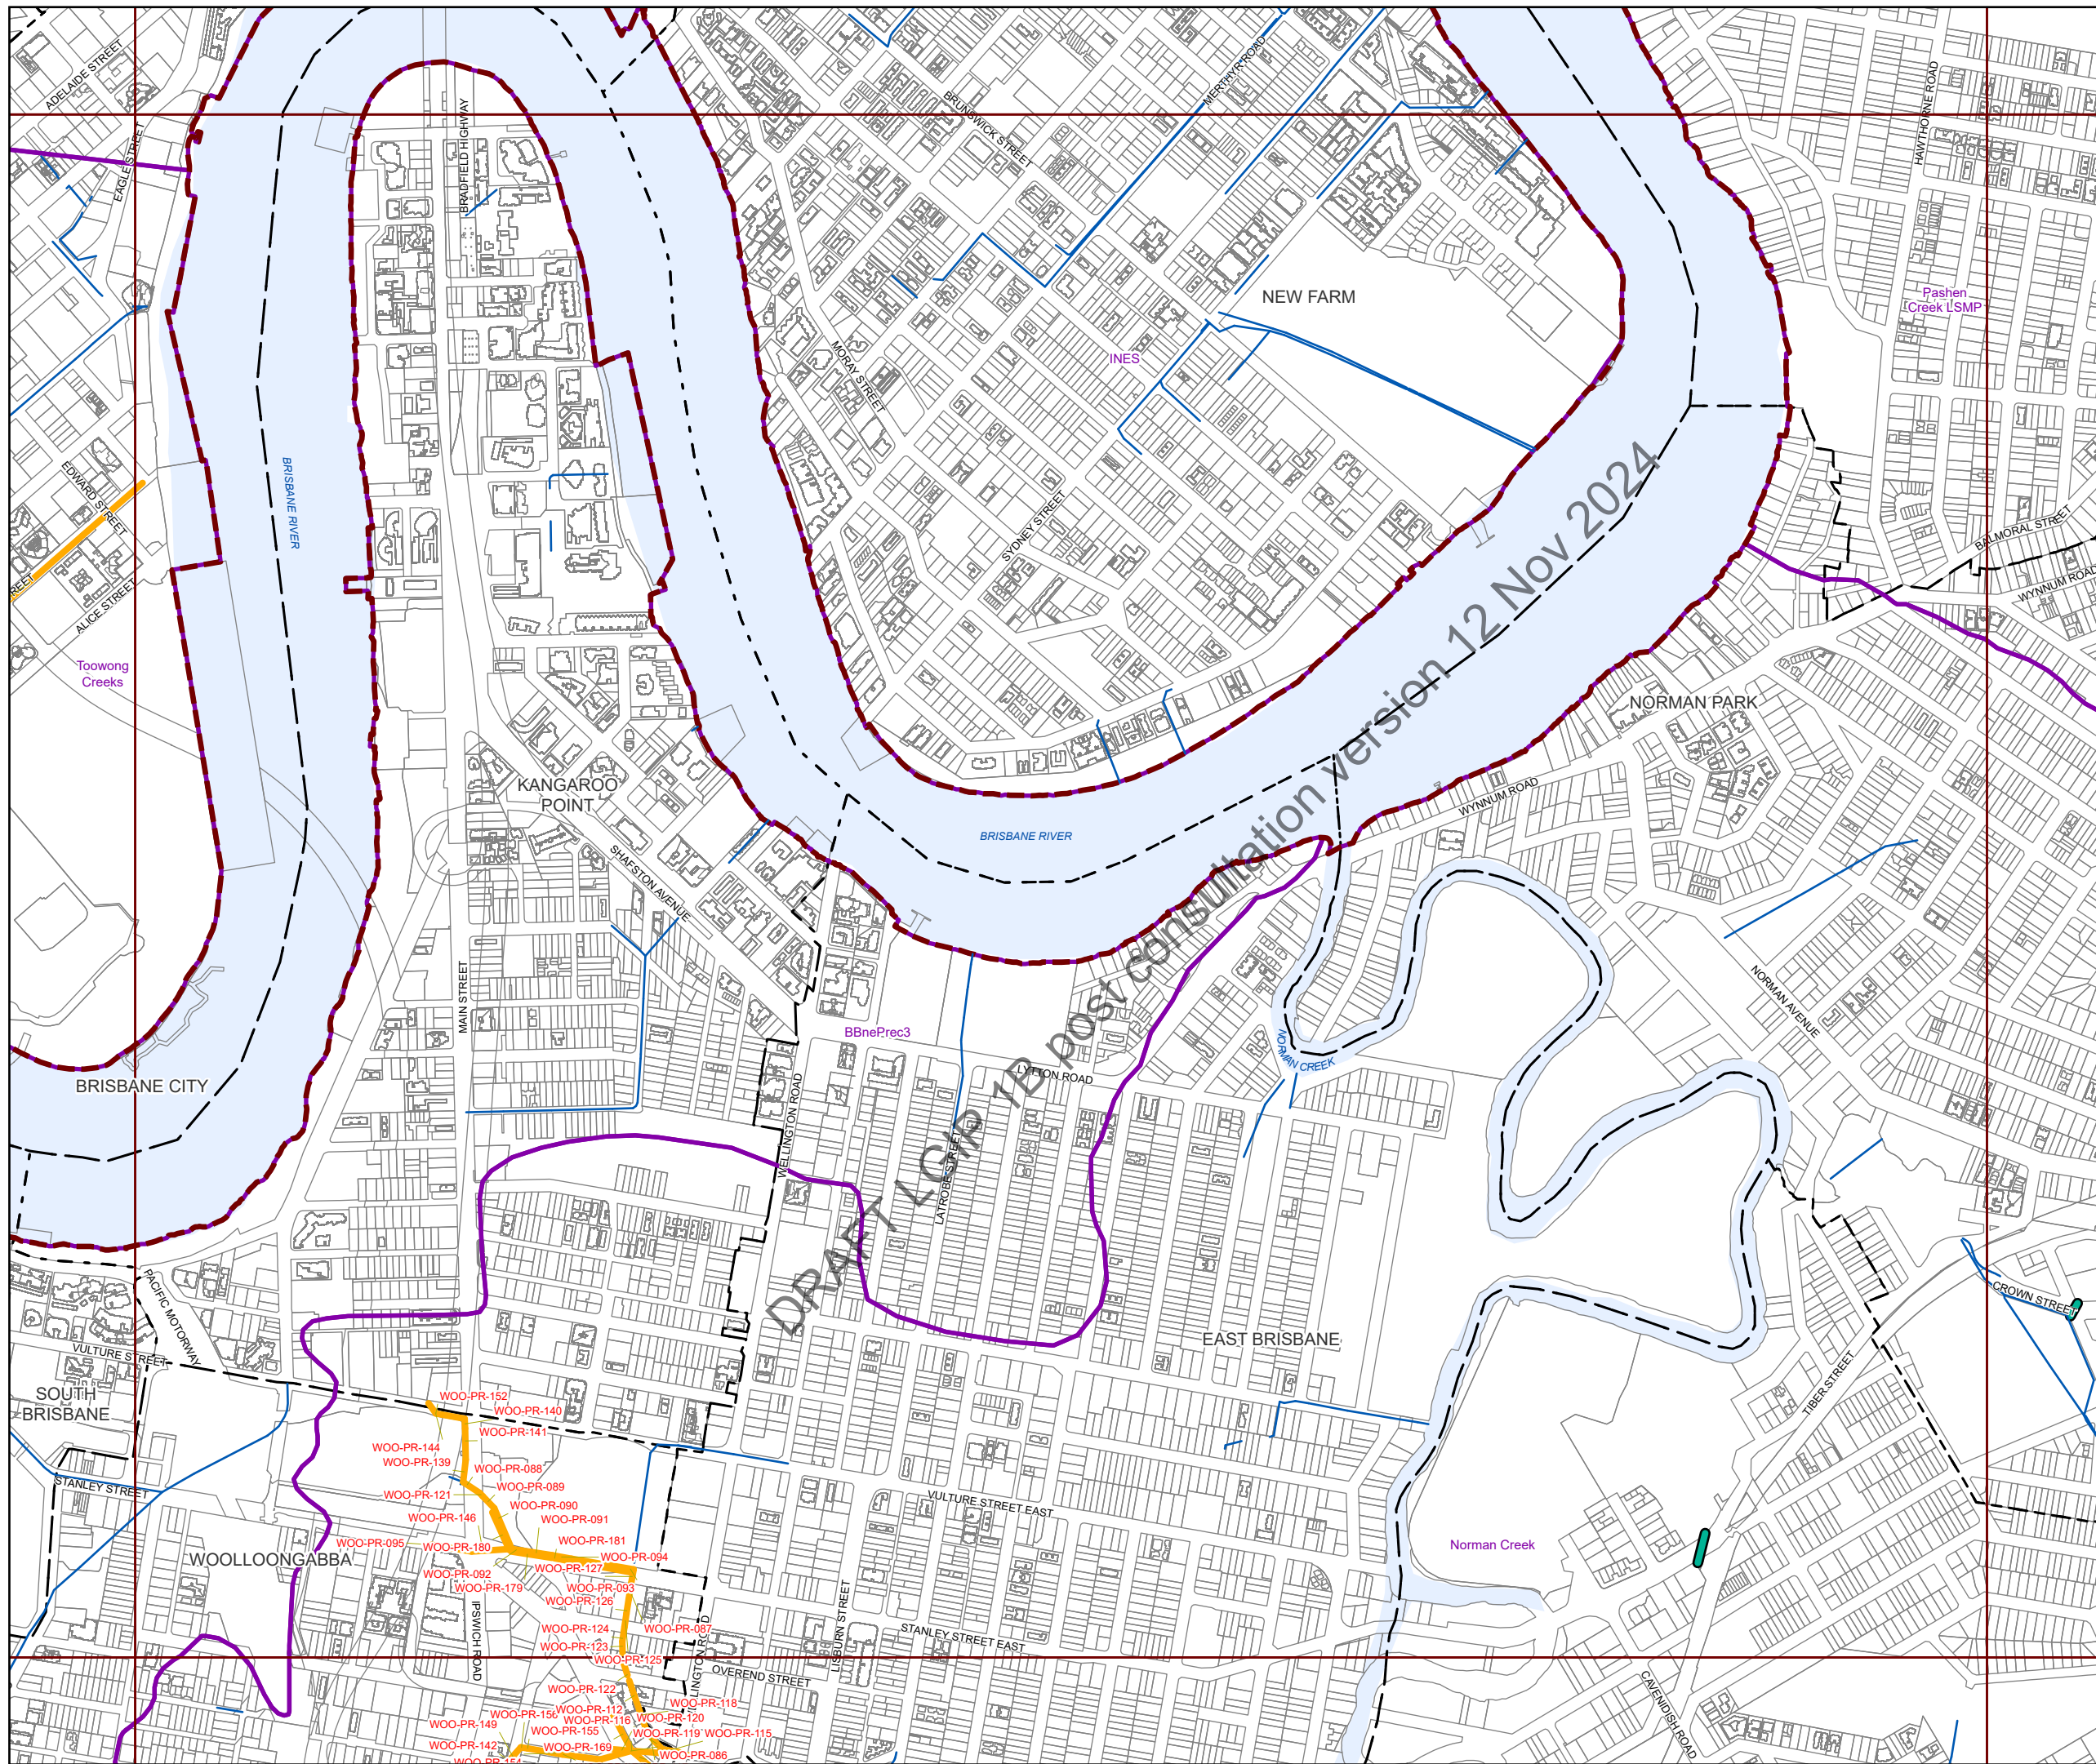 ADELAIDE STREET
EAGLE STREET
BRADFIELD HIGHWAY
BRUNSWICK STREET
MERTHYR ROAD
HAWTHORNE ROAD
NEW FARM
Pashen
Creek LSMP
INES
MORAY STREET
EDWARD STREET
BRISBANE RIVER
SYDNEY STREET
BALMORAL STREET
WYNNUM ROAD
REET
ALICE STREET
Toowong
Creeks
NORMAN PARK
KANGAROO
POINT
WYNNUM ROAD
BRISBANE RIVER
SHAFSTON AVENUE
MAIN STREET
NORMAN AVENUE
BBnePrec3
NORMAN CREEK
LYTTON ROAD
BRISBANE CITY
WELLINGTON ROAD
LATROBE STREET
DRAFT LGIP 1B post consultation version 12 Nov 2024
PACIFIC MOTORWAY
CROWN STREET
EAST BRISBANE
VULTURE STREET
TIBER STREET
SOUTH
BRISBANE
WOO-PR-152
WOO-PR-140
WOO-PR-141
WOO-PR-144
WOO-PR-139
WOO-PR-088
WOO-PR-089
STANLEY STREET
WOO-PR-121
WOO-PR-090
VULTURE STREET EAST
WOO-PR-146
WOO-PR-091
WOO-PR-095
WOO-PR-180
WOO-PR-181
Norman Creek
WOOLLOONGABBA
WOO-PR-094
WOO-PR-127
WOO-PR-092
WOO-PR-179
WOO-PR-093
WOO-PR-126
IPSWICH ROAD
LISBURN STREET
WOO-PR-124
WOO-PR-087
STANLEY STREET EAST
WOO-PR-123
WOO-PR-125
OVEREND STREET
LLINGTON ROAD
CAVENDISH ROAD
WOO-PR-122
WOO-PR-118
WOO-PR-156
WOO-PR-112
WOO-PR-116
WOO-PR-120
WOO-PR-149
WOO-PR-155
WOO-PR-119
WOO-PR-115
WOO-PR-142
WOO-PR-169
WOO-PR-086
WOO-PR-154